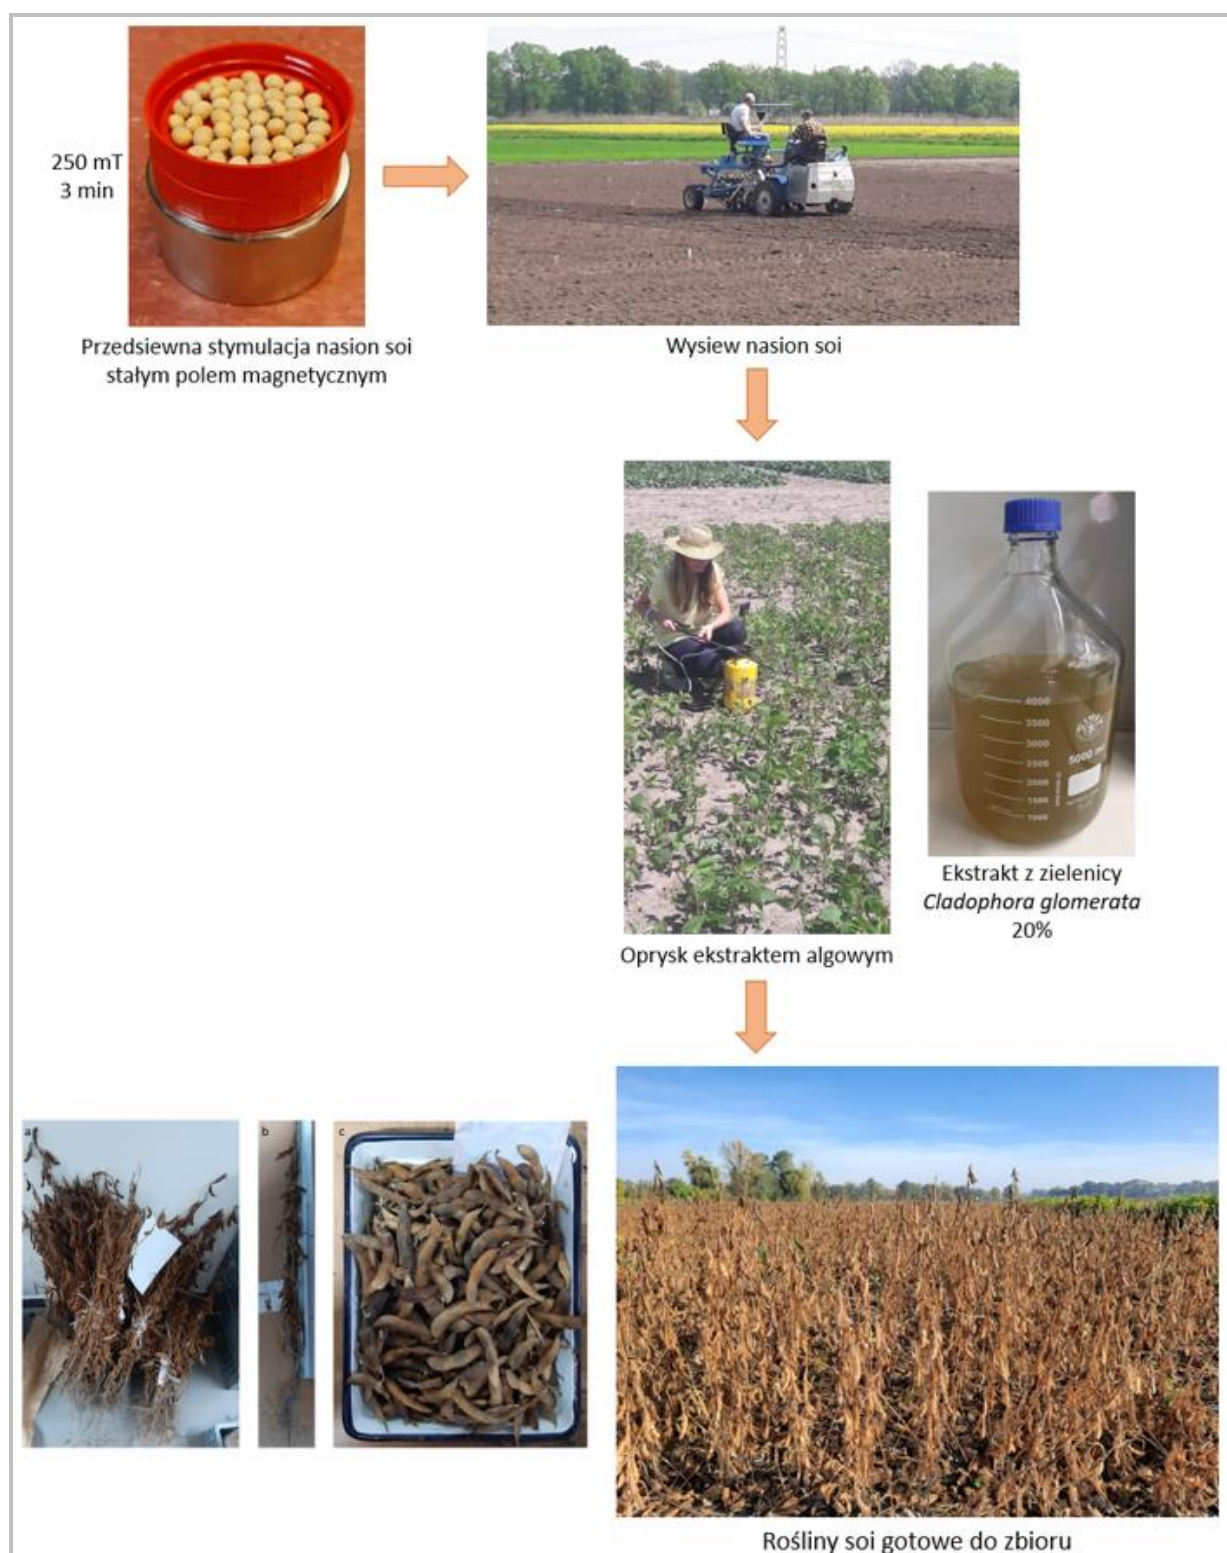 250 mT
3 min
Przedsiewna stymulacja nasion soi
stałym polem magnetycznym
Wysiew nasion soi
4000
3500
3000
2500
2000
1500
1000
5000 ml
Ekstrakt z zielenicy
Cladophora glomerata
20%
Oprysk ekstraktem algowym
a
b
c
Rośliny soi gotowe do zbioru